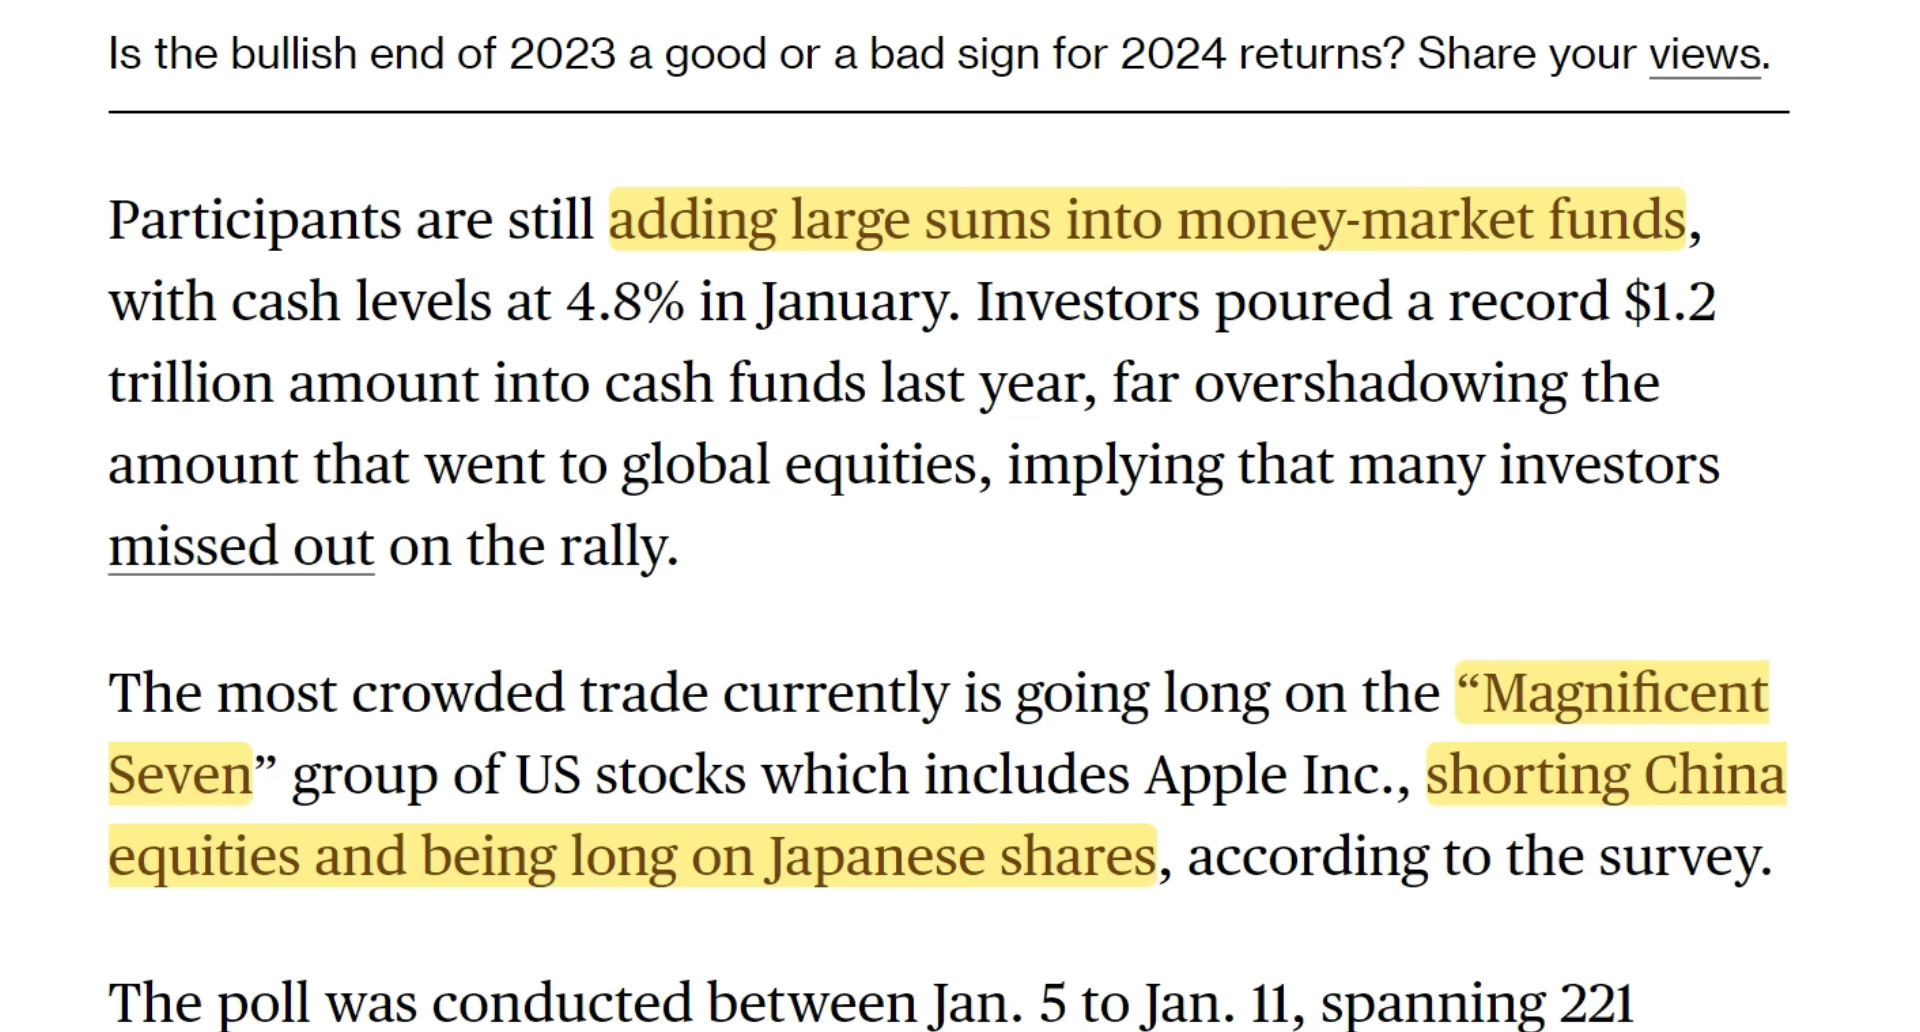 Is the bullish end of 2023 a good or a bad sign for 2024 returns? Share your views.
Participants are still adding large sums into money-market funds,
with cash levels at 4.8% in January. Investors poured a record $1.2
trillion amount into cash funds last year, far overshadowing the
amount that went to global equities, implying that many investors
missed out on the rally.
The most crowded trade currently is going long on the “Magnificent
Seven” group of US stocks which includes Apple Inc., shorting China
equities and being long on Japanese shares, according to the survey.
The poll was conducted between Jan. 5 to Jan. 11, spanning 221